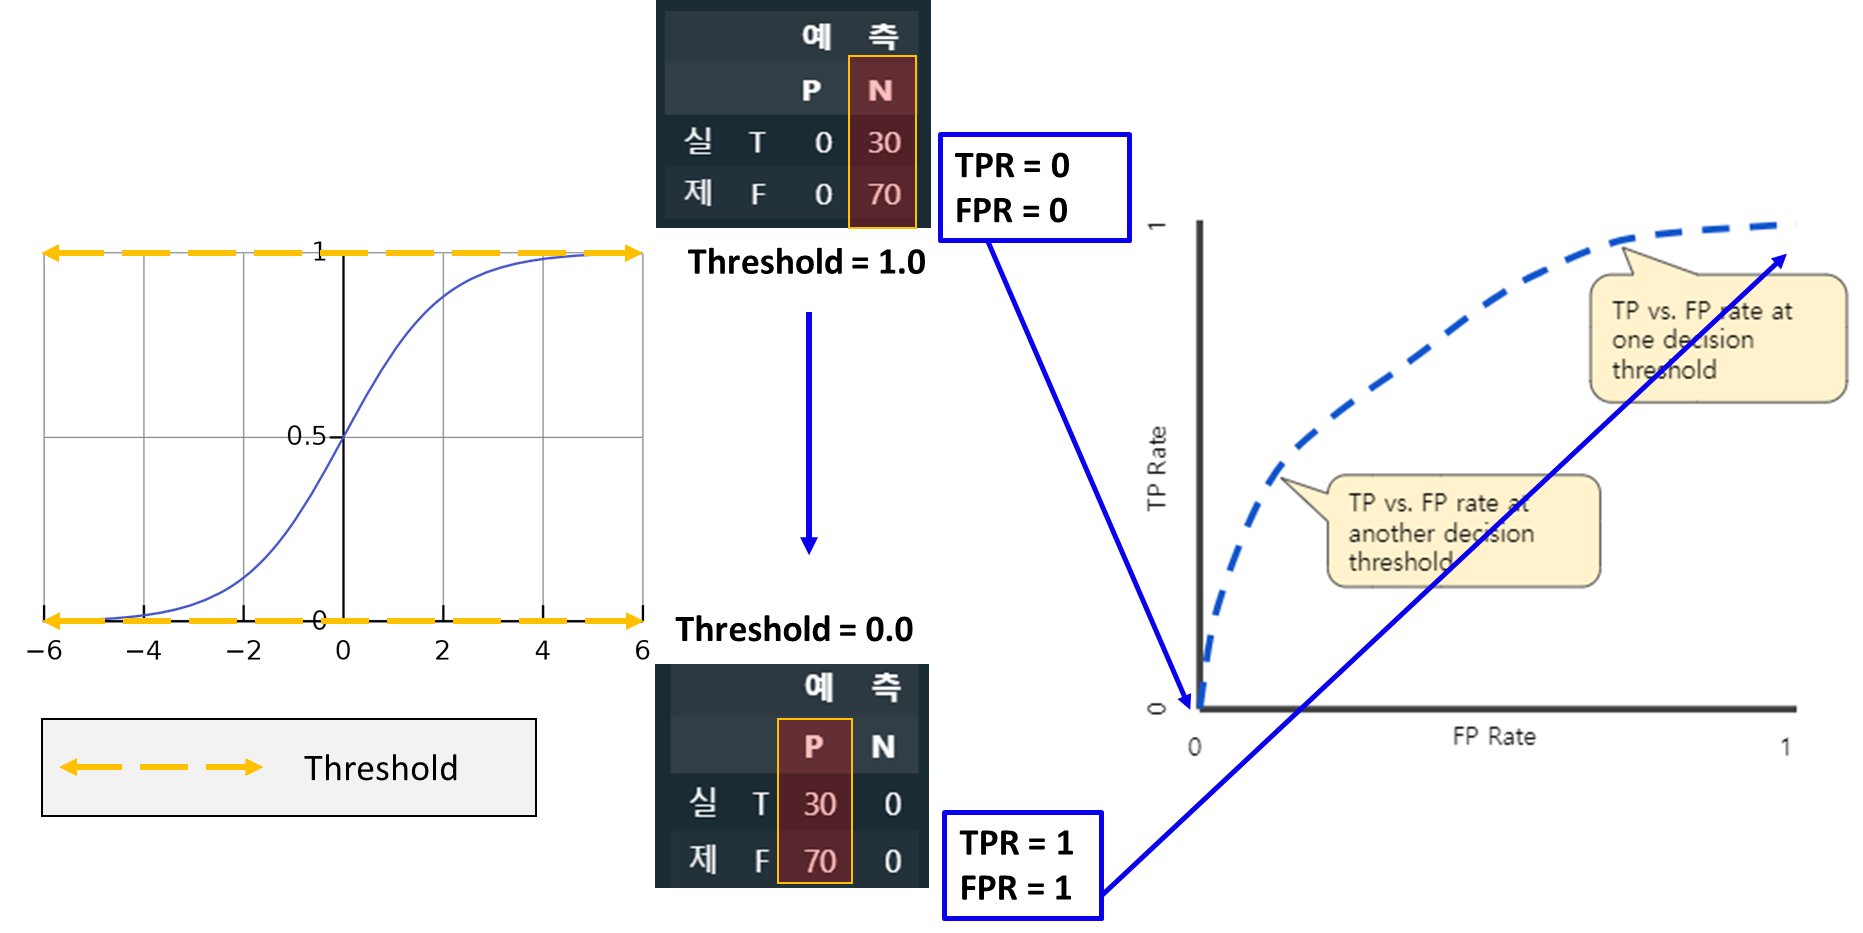 예 측
P N
실 T 0 30
제 F 0 70
Threshold = 1.0
TPR = 0
FPR = 0
1
0.5
0
−6 −4 −2 0 2 4 6
Threshold
Threshold = 0.0
예 측
P N
실 T 30 0
제 F 70 0
TPR = 1
FPR = 1
1
TP Rate
0
0
FP Rate
1
TP vs. FP rate at
one decision
threshold
TP vs. FP rate at
another decision
threshold